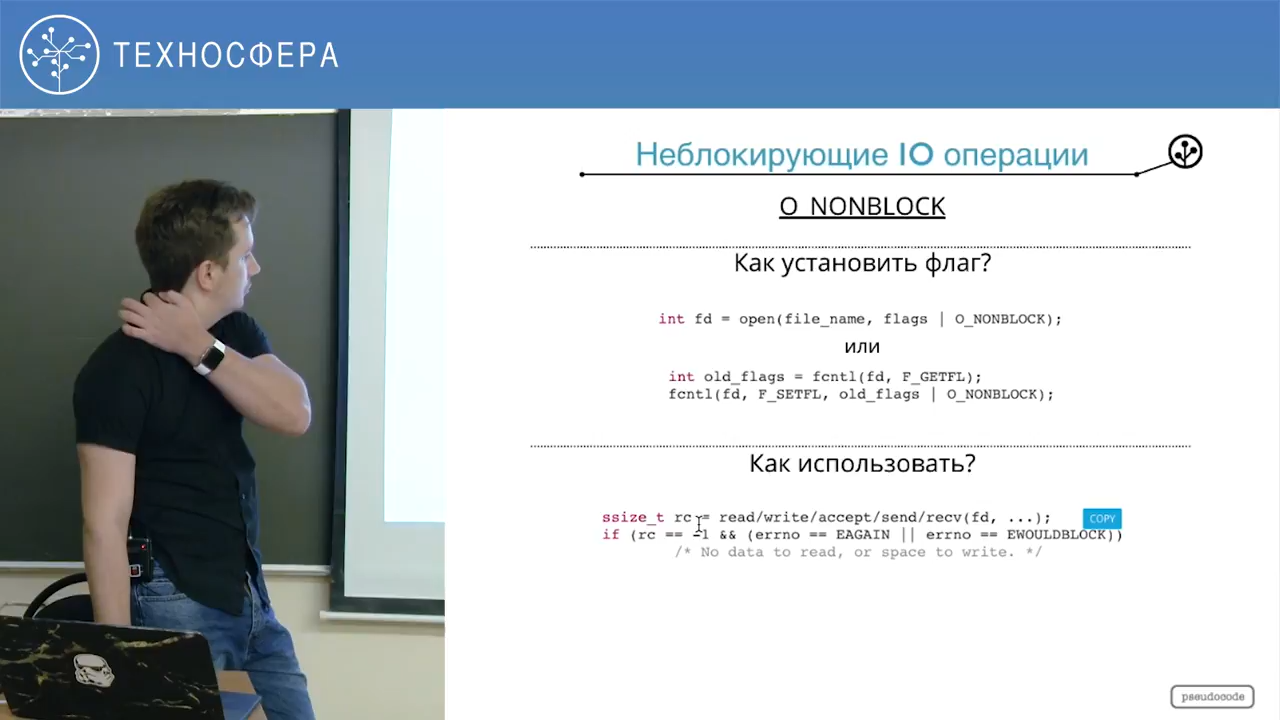 ТЕХНОСФЕРА
Неблокирующие IO операции
O_NONBLOCK
Как установить флаг?
int fd = open(file_name, flags | O_NONBLOCK);
или
int old_flags = fcntl(fd, F_GETFL);
fcntl(fd, F_SETFL, old_flags | O_NONBLOCK);
Как использовать?
ssize_t rc = read/write/accept/send/recv(fd, ...);
COPY
if (rc == -1 && (errno == EAGAIN || errno == EWOULDBLOCK))
/* No data to read, or space to write. */
pseudocode